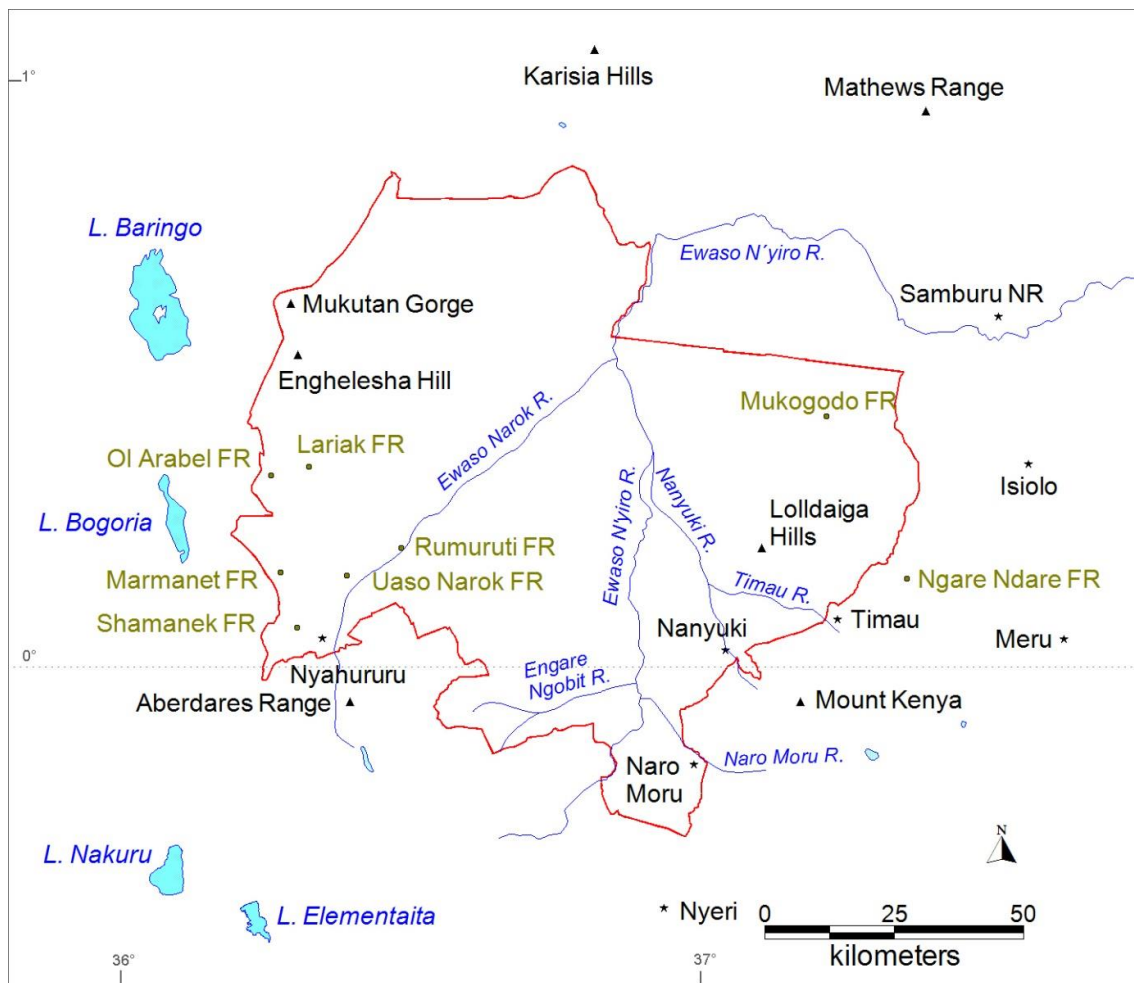 Karisia Hills
1°
Mathews Range
L. Baringo
Ewaso N´yiro R.
Samburu NR
Mukutan Gorge
Enghelesha Hill
Mukogodo FR
Ewaso Narok R.
Lariak FR
Ol Arabel FR
Isiolo
Nanyuki R.
L. Bogoria
Lolldaiga
Hills
Ewaso N'yiro R.
Rumuruti FR
Marmanet FR
Uaso Narok FR
Ngare Ndare FR
Timau R.
Shamanek FR
Timau
Nanyuki
Meru
0°
Nyahururu
Engare
Ngobit R.
Aberdares Range
Mount Kenya
Naro Moru R.
Naro
Moru
N
L. Nakuru
L. Elementaita
Nyeri
0 25 50
kilometers
36°
37°